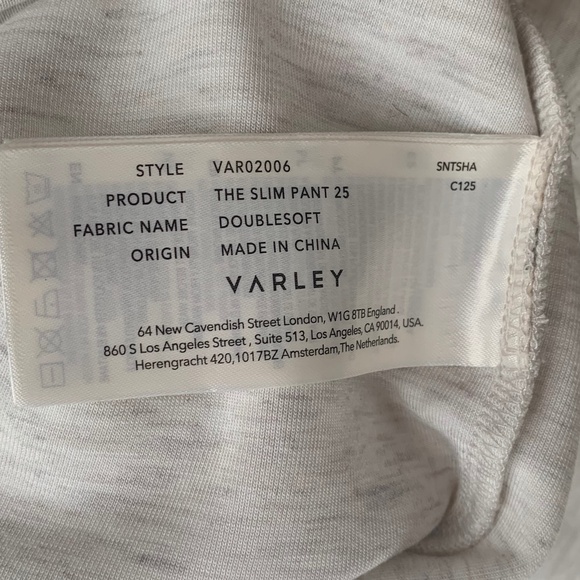 STYLE VAR02006 SNTSHA
PRODUCT THE SLIM PANT 25 C125
FABRIC NAME DOUBLESOFT
ORIGIN MADE IN CHINA
VARLEY
64 New Cavendish Street London, W1G 8TB England .
860 S Los Angeles Street , Suite 513, Los Angeles, CA 90014, USA.
Herengracht 420,1017BZ Amsterdam,The Netherlands.